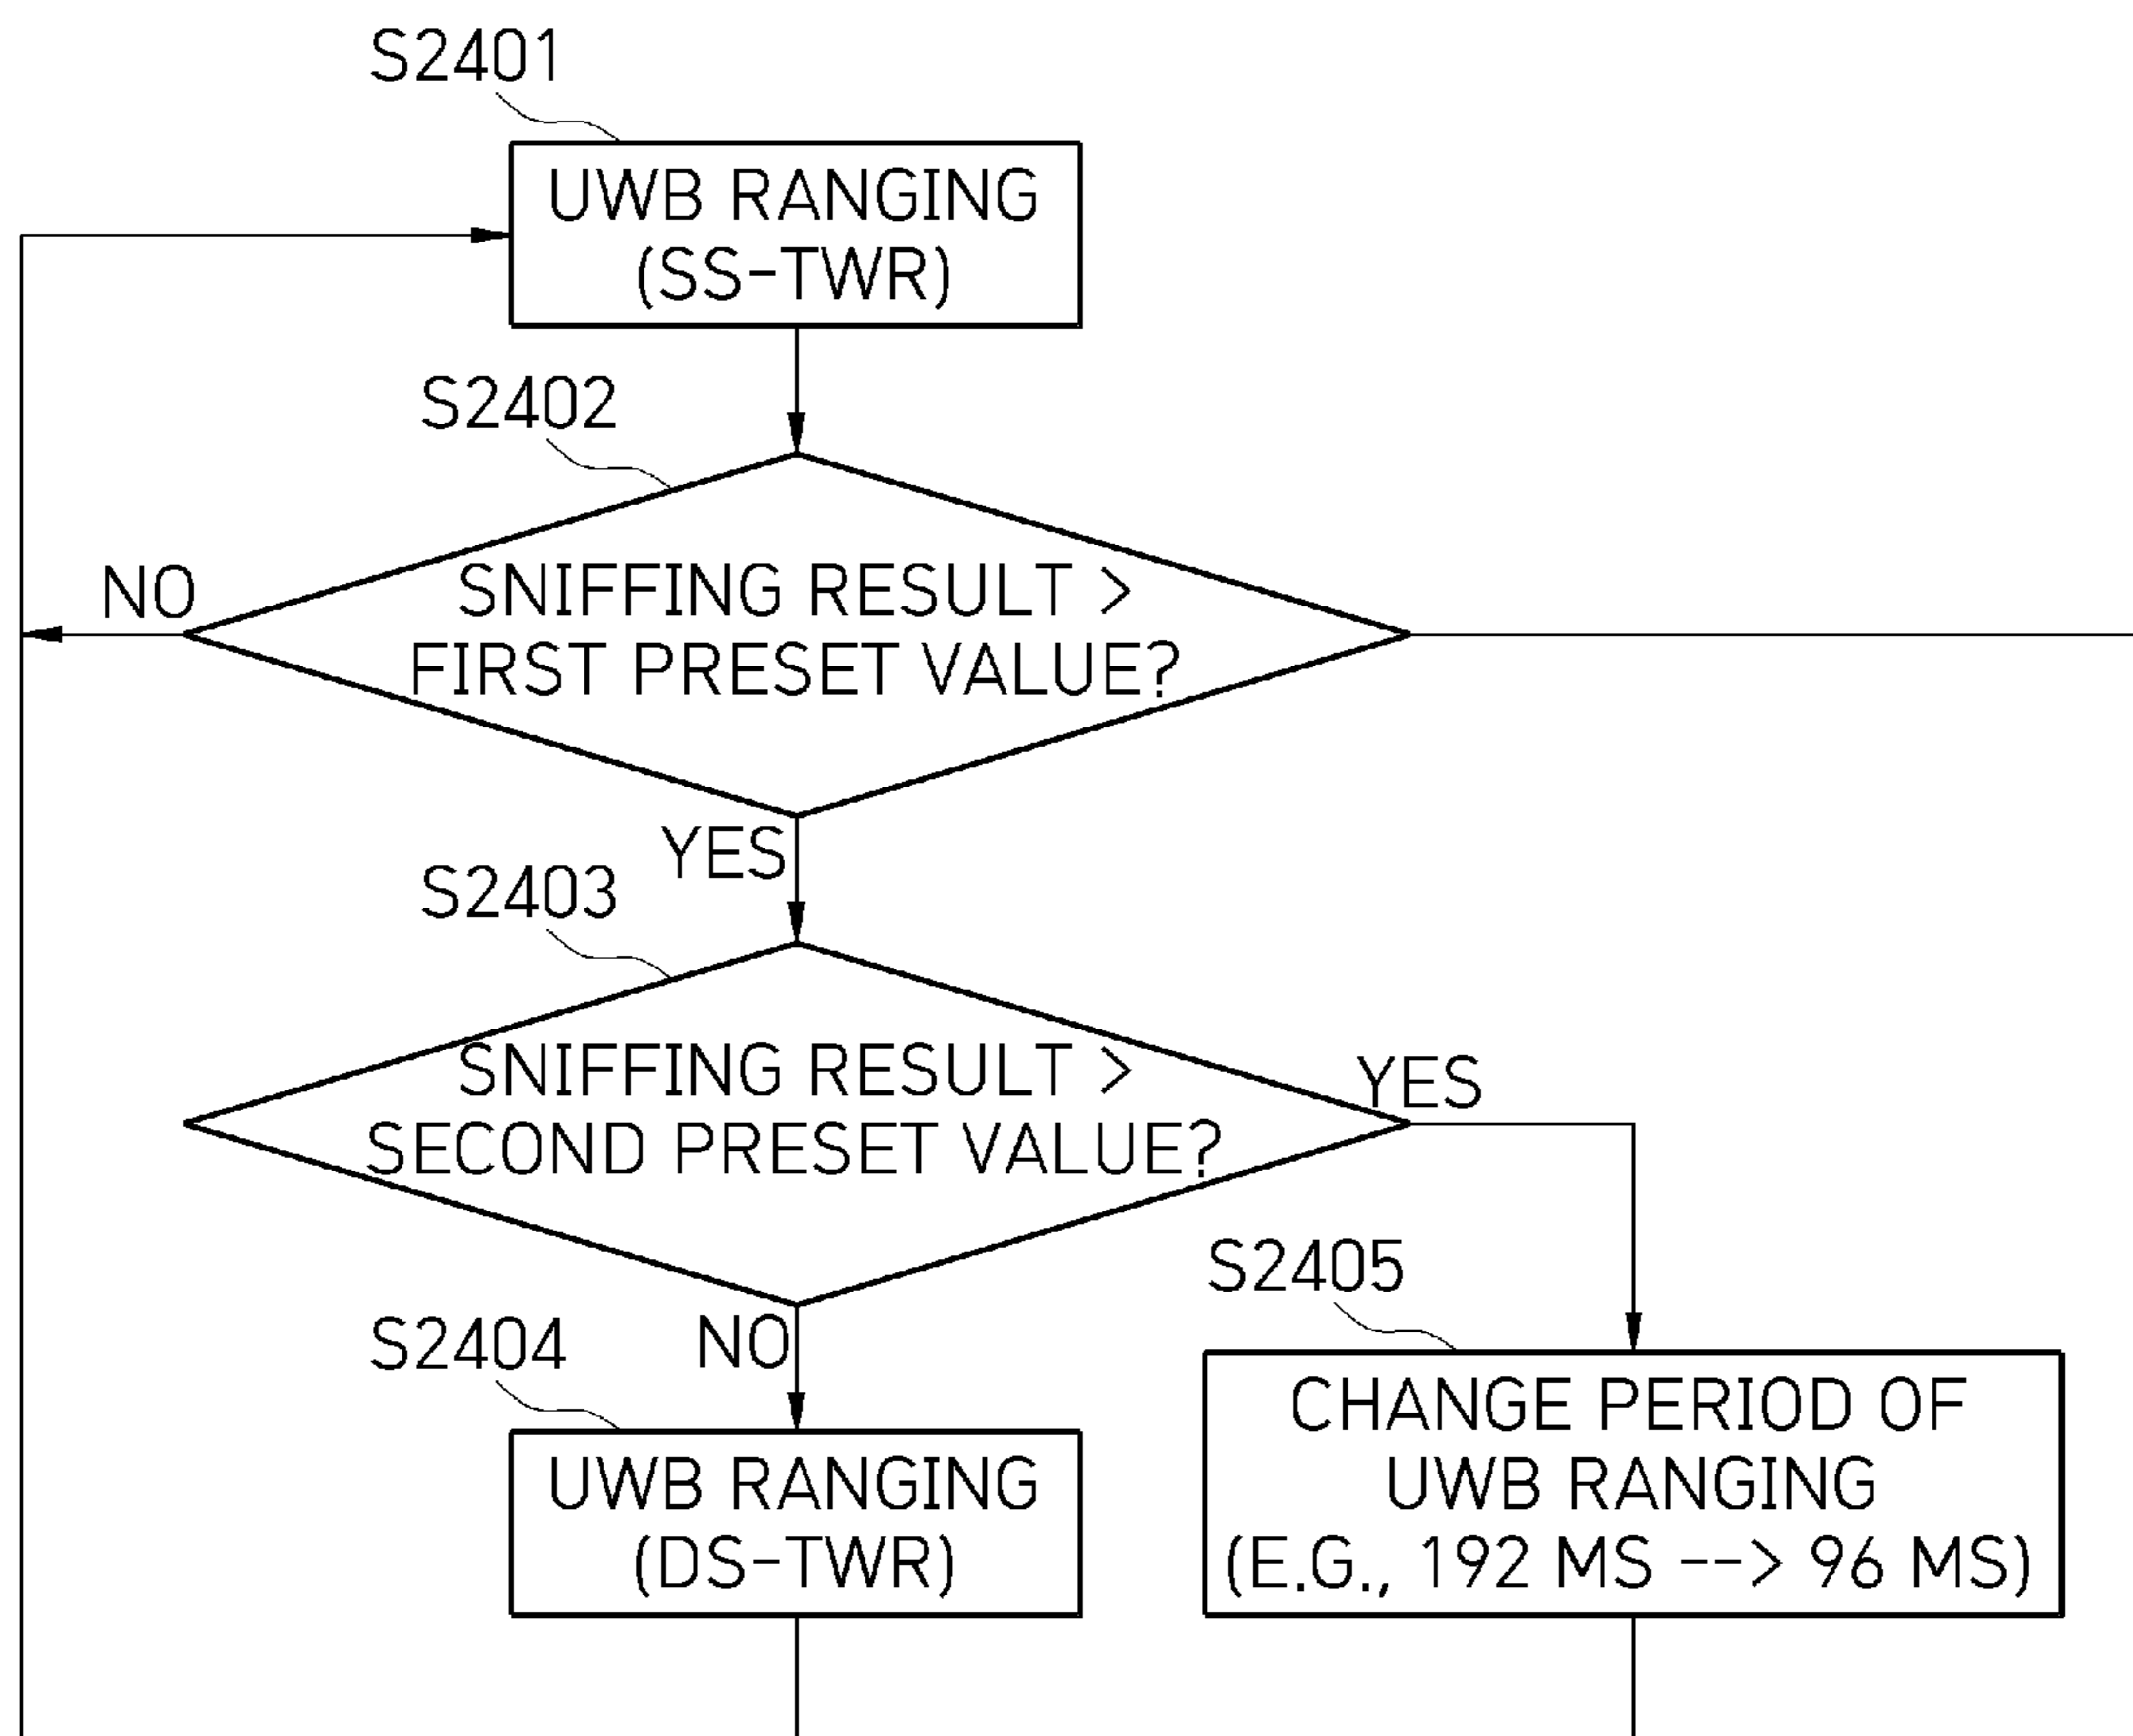 S2401
UWB RANGING
(SS-TWR)
S2402
SNIFFING RESULT >
FIRST PRESET VALUE?
NO
YES
S2403
SNIFFING RESULT >
SECOND PRESET VALUE?
YES
NO
S2404
UWB RANGING
(DS-TWR)
S2405
CHANGE PERIOD OF
UWB RANGING
(E.G., 192 MS --> 96 MS)